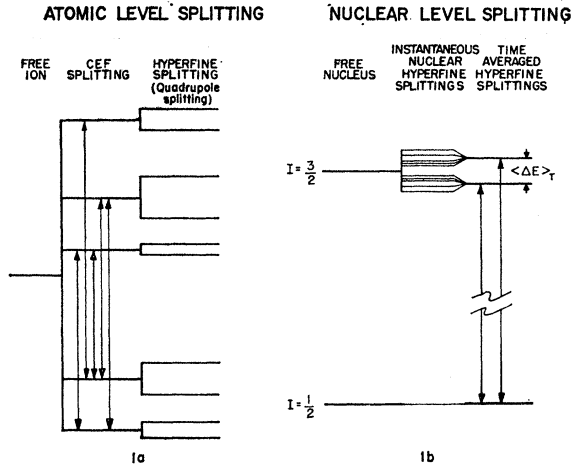 ATOMIC LEVEL SPLITTING
FREE
ION
CEF
SPLITTING
HYPERFINE
SPLITTING
(Quadrupole
splitting)
1a
NUCLEAR LEVEL SPLITTING
FREE
NUCLEUS
INSTANTANEOUS
NUCLEAR
HYPERFINE
SPLITTINGS
TIME
AVERAGED
HYPERFINE
SPLITTINGS
I = 3/2
<ΔE>T
I = 1/2
1b